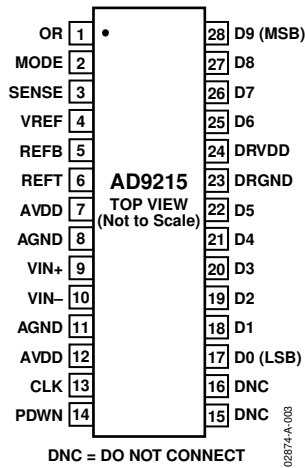 OR 1 28 D9 (MSB)
MODE 2 27 D8
SENSE 3 26 D7
VREF 4 25 D6
REFB 5 24 DRVDD
REFT 6 AD9215 23 DRGND
TOP VIEW
(Not to Scale)
AVDD 7 22 D5
AGND 8 21 D4
VIN+ 9 20 D3
VIN– 10 19 D2
AGND 11 18 D1
AVDD 12 17 D0 (LSB)
CLK 13 16 DNC
PDWN 14 15 DNC
DNC = DO NOT CONNECT
02874-A-003